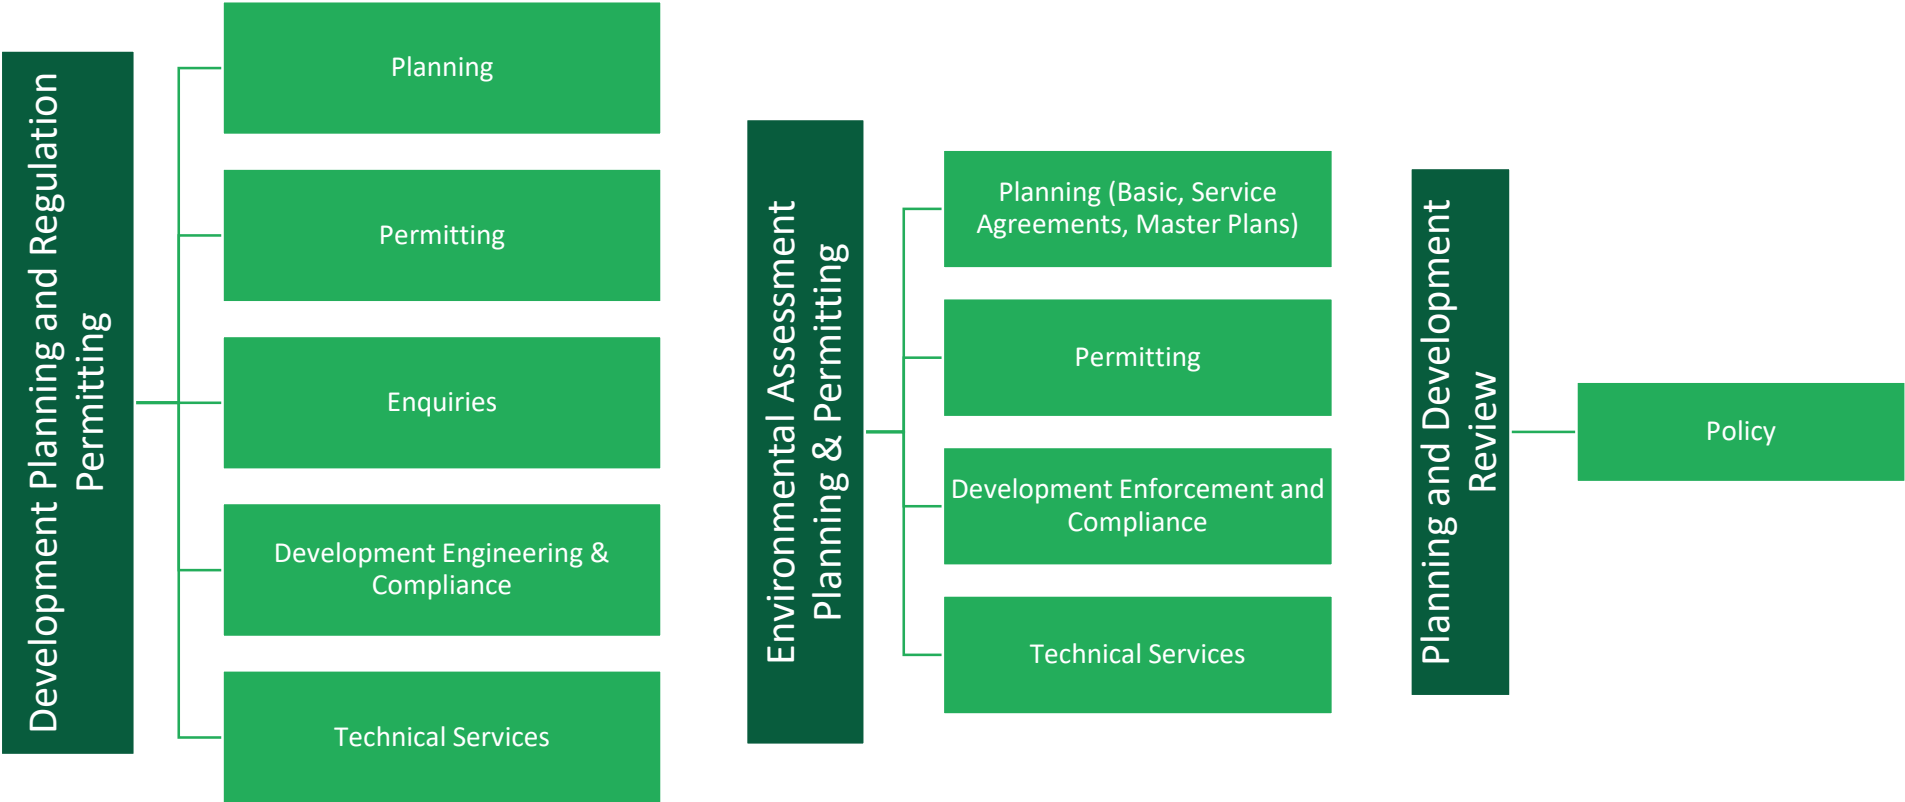 Development Planning and Regulation
Permitting
Planning
Permitting
Enquiries
Development Engineering &
Compliance
Technical Services
Environmental Assessment
Planning & Permitting
Planning (Basic, Service
Agreements, Master Plans)
Permitting
Development Enforcement and
Compliance
Technical Services
Planning and Development
Review
Policy